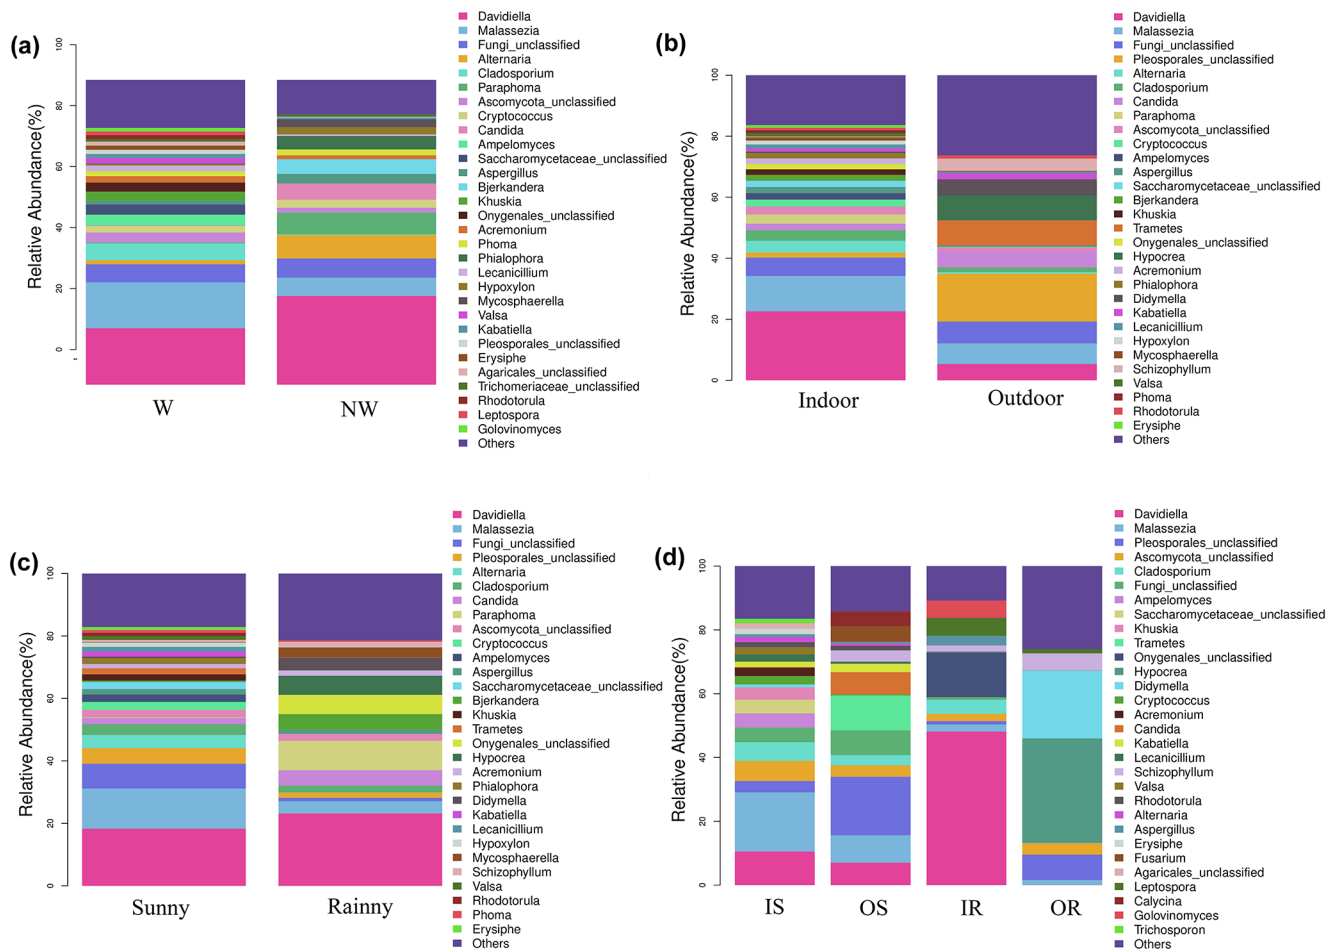 (a)
Relative Abundance(%)
100
80
60
40
20
0
W
NW
Davidiella
Malassezia
Fungi_unclassified
Alternaria
Cladosporium
Paraphoma
Ascomycota_unclassified
Cryptococcus
Candida
Ampelomyces
Saccharomycetaceae_unclassified
Aspergillus
Bjerkandera
Khuskia
Onygenales_unclassified
Acremonium
Phoma
Phialophora
Lecanicillium
Hypoxylon
Mycosphaerella
Valsa
Kabatiella
Pleosporales_unclassified
Erysiphe
Agaricales_unclassified
Trichomeriaceae_unclassified
Rhodotorula
Leptospora
Golovinomyces
Others
(b)
Relative Abundance(%)
100
80
60
40
20
0
Indoor
Outdoor
Davidiella
Malassezia
Fungi_unclassified
Pleosporales_unclassified
Alternaria
Cladosporium
Candida
Paraphoma
Ascomycota_unclassified
Cryptococcus
Ampelomyces
Aspergillus
Saccharomycetaceae_unclassified
Bjerkandera
Khuskia
Trametes
Onygenales_unclassified
Hypocrea
Acremonium
Phialophora
Didymella
Kabatiella
Lecanicillium
Hypoxylon
Mycosphaerella
Schizophyllum
Valsa
Phoma
Rhodotorula
Erysiphe
Others
(c)
Relative Abundance(%)
100
80
60
40
20
0
Sunny
Rainny
Davidiella
Malassezia
Fungi_unclassified
Pleosporales_unclassified
Alternaria
Cladosporium
Candida
Paraphoma
Ascomycota_unclassified
Cryptococcus
Ampelomyces
Aspergillus
Saccharomycetaceae_unclassified
Bjerkandera
Khuskia
Trametes
Onygenales_unclassified
Hypocrea
Acremonium
Phialophora
Didymella
Kabatiella
Lecanicillium
Hypoxylon
Mycosphaerella
Schizophyllum
Valsa
Rhodotorula
Phoma
Erysiphe
Others
(d)
Relative Abundance(%)
100
80
60
40
20
0
IS
OS
IR
OR
Davidiella
Malassezia
Pleosporales_unclassified
Ascomycota_unclassified
Cladosporium
Fungi_unclassified
Ampelomyces
Saccharomycetaceae_unclassified
Khuskia
Trametes
Onygenales_unclassified
Hypocrea
Didymella
Cryptococcus
Acremonium
Candida
Kabatiella
Lecanicillium
Schizophyllum
Valsa
Rhodotorula
Alternaria
Aspergillus
Erysiphe
Fusarium
Agaricales_unclassified
Leptospora
Calycina
Golovinomyces
Trichosporon
Others